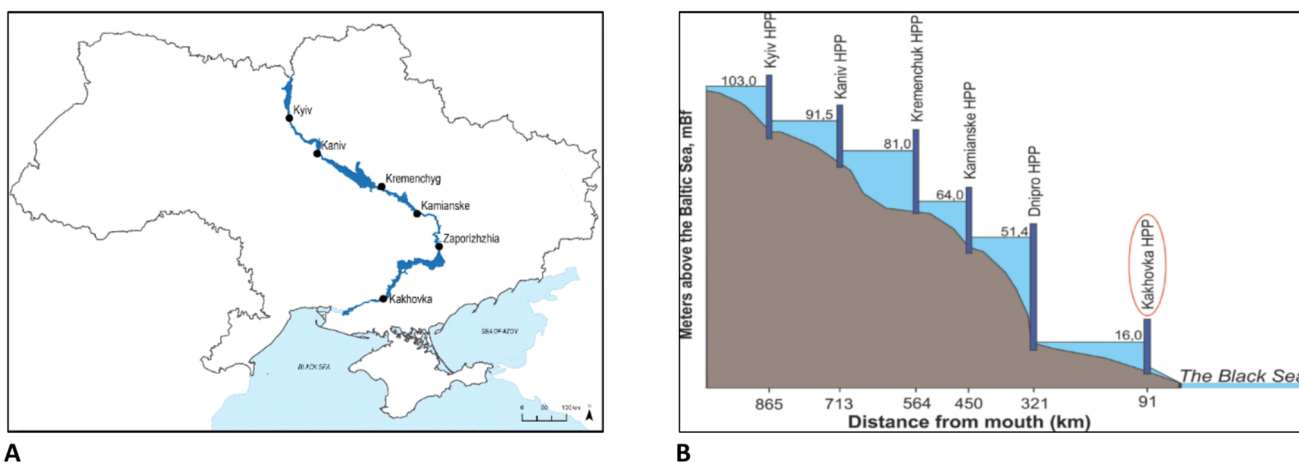 Kyiv
Kaniv
Kremenchyg
Kamianske
Zaporizhzhia
Kakhovka
BLACK SEA
SEA OF AZOV
100 km
N
A
Meters above the Baltic Sea, mBf
103,0
Kyiv HPP
91,5
Kaniv HPP
81,0
Kremenchuk HPP
64,0
Kamianske HPP
51,4
Dnipro HPP
16,0
Kakhovka HPP
The Black Sea
865 713 564 450 321 91
Distance from mouth (km)
B